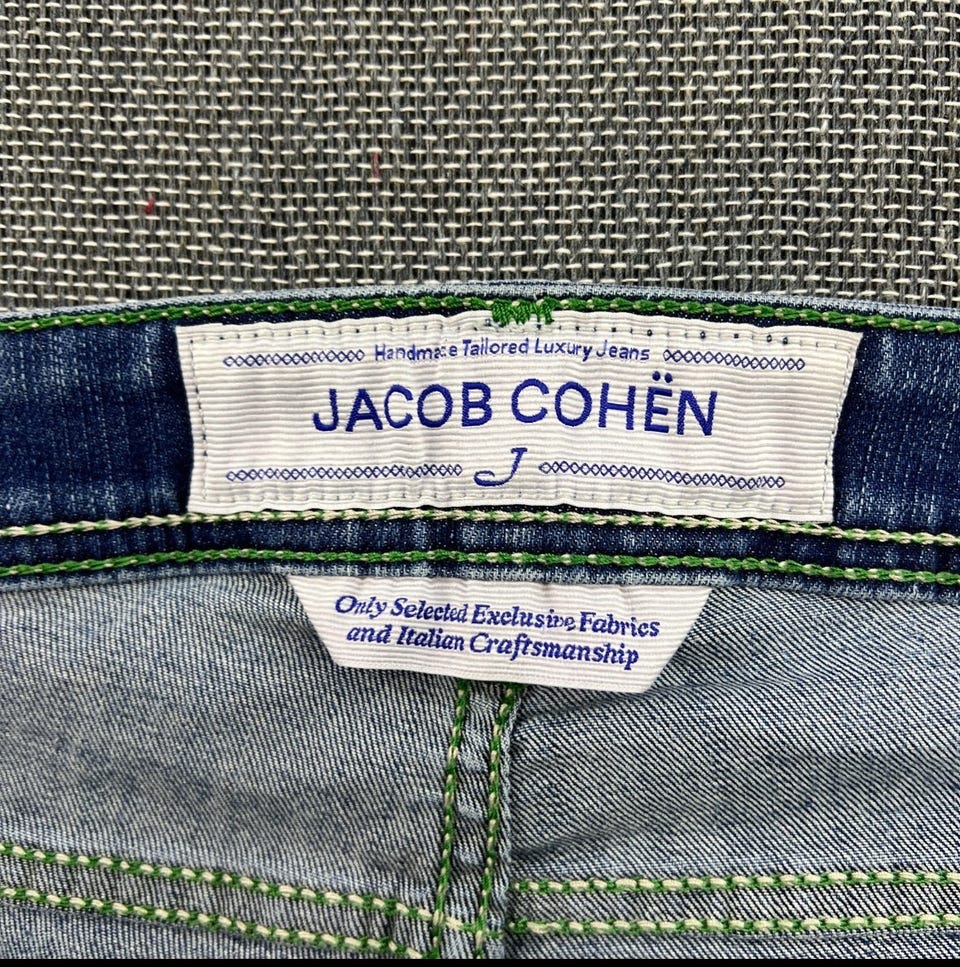 Handmade Tailored Luxury Jeans
JACOB COHËN
J
Only Selected Exclusive Fabrics
and Italian Craftsmanship